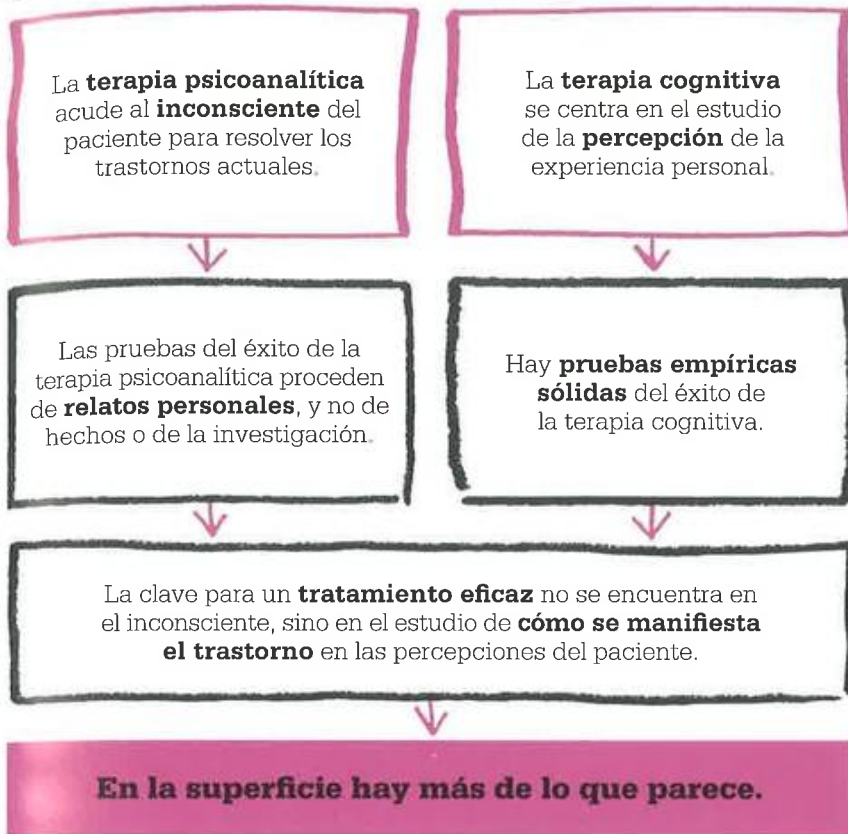 La terapia psicoanalítica
acude al inconsciente del
paciente para resolver los
trastornos actuales.
La terapia cognitiva
se centra en el estudio
de la percepción de la
experiencia personal.
Las pruebas del éxito de la
terapia psicoanalítica proceden
de relatos personales, y no de
hechos o de la investigación.
Hay pruebas empíricas
sólidas del éxito de
la terapia cognitiva.
La clave para un tratamiento eficaz no se encuentra en
el inconsciente, sino en el estudio de cómo se manifiesta
el trastorno en las percepciones del paciente.
En la superficie hay más de lo que parece.